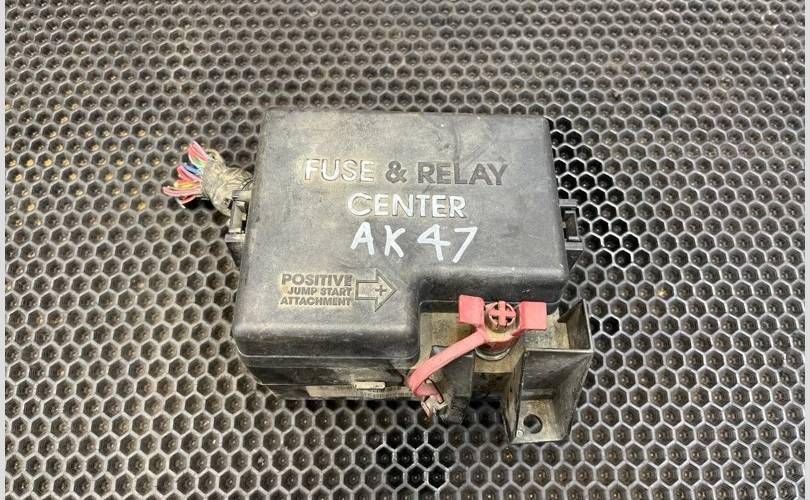 FUSE & RELAY
CENTER
AK47
POSITIVE
JUMP START
ATTACHMENT
+